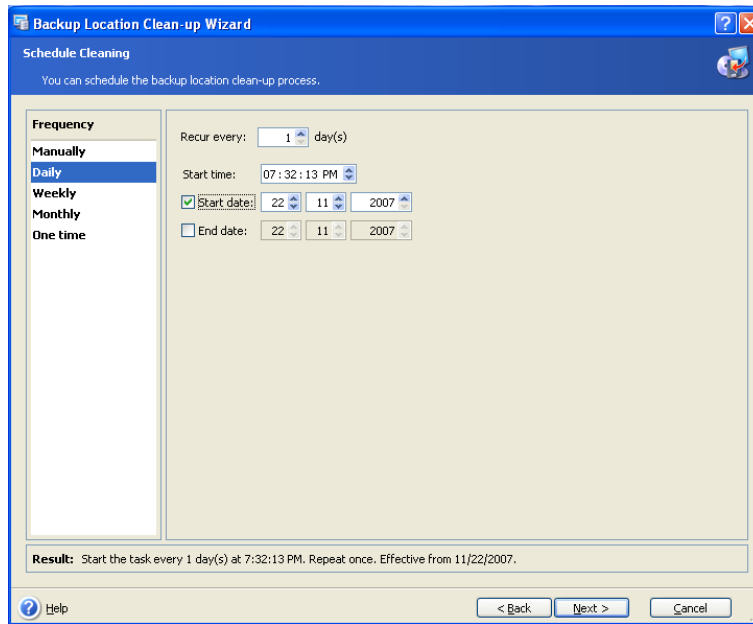 Backup Location Clean-up Wizard
Schedule Cleaning
You can schedule the backup location clean-up process.
Frequency
Manually
Daily
Weekly
Monthly
One time
Recur every: 1 day(s)
Start time: 07:32:13 PM
Start date: 22 11 2007
End date: 22 11 2007
Result: Start the task every 1 day(s) at 7:32:13 PM. Repeat once. Effective from 11/22/2007.
Help
< Back Next > Cancel